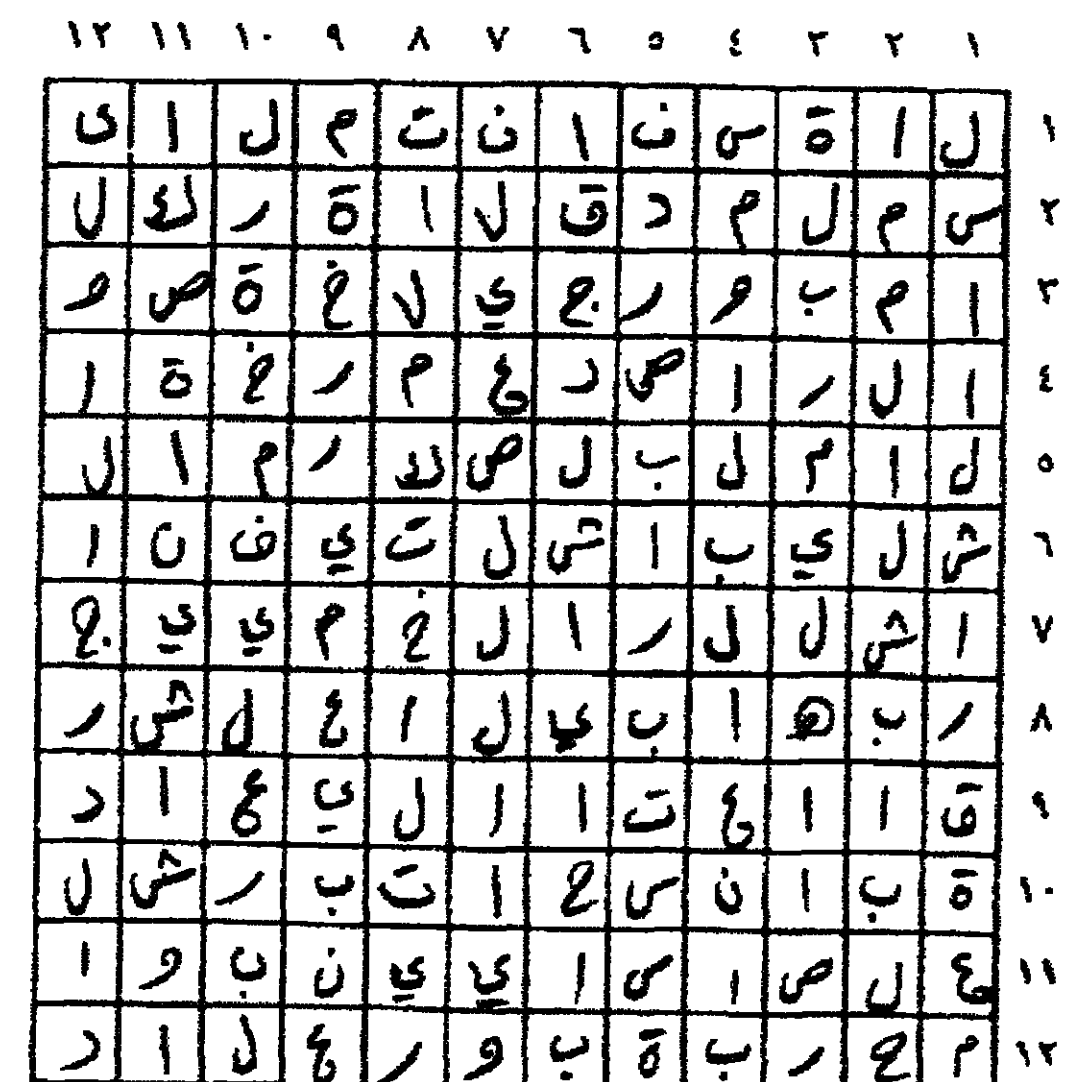 ١ ٢ ٣ ٤ ٥ ٦ ٧ ٨ ٩ ١٠ ١١ ١٢
١ ل ا ة س ف ا ن ت م ل ا ى
٢ س م ل م د ق ل ا ة ر ك ل
٣ ا م ب و ر ج ي ل خ ة ص و
٤ ا ل ر ا ص د ع م ر خ ة ا
٥ ل ا م ل ب ل ص ل ر م ا ل
٦ ش ل ي ب ا ش ل ت ي ف ن ا
٧ ا ش ل ل ر ا ل خ م ي ي ج
٨ ر ب ه ا ب ي ل ا ع ل ش ر
٩ ق ا ا ع ت ا ا ل ي ع ا د
١٠ ة ب ا ن س ح ا ت ب ر ش ل
١١ ع ل ص ا س ا ي ي ن ب و ا
١٢ م ح ر ب ة ب و ر ع ل ا د